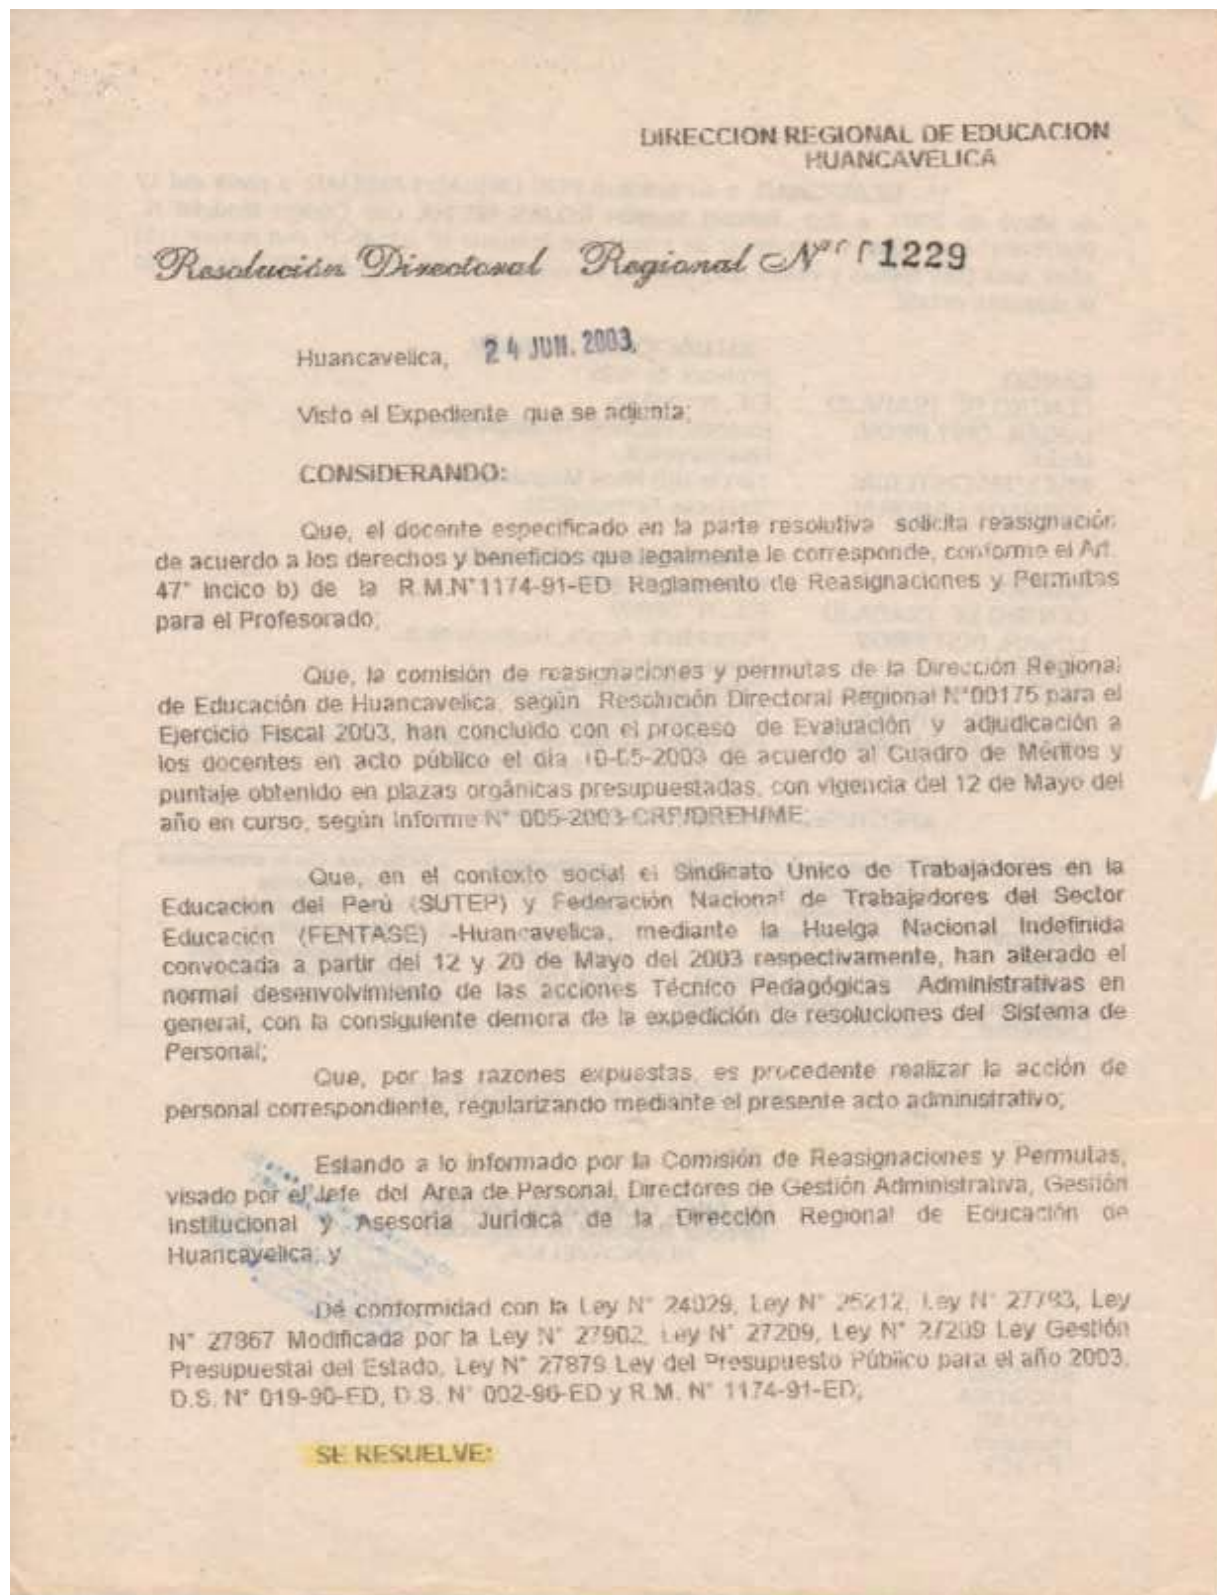 DIRECCION REGIONAL DE EDUCACION
HUANCAVELICA
Resolución Directoral Regional Nº 1229
Huancavelica, 24 JUN. 2003.
Visto el Expediente que se adjunta;
CONSIDERANDO:
Que, el docente especificado en la parte resolutiva solicita reasignación
de acuerdo a los derechos y beneficios que legalmente le corresponde, conforme el Art.
47° incico b) de la R.M.N°1174-91-ED Reglamento de Reasignaciones y Permutas
para el Profesorado;
Que, la comisión de reasignaciones y permutas de la Dirección Regional
de Educación de Huancavelica, según Resolución Directoral Regional N°00175 para el
Ejercicio Fiscal 2003, han concluido con el proceso de Evaluación y adjudicación a
los docentes en acto público el día 10-05-2003 de acuerdo al Cuadro de Méritos y
puntaje obtenido en plazas orgánicas presupuestadas, con vigencia del 12 de Mayo del
año en curso, según Informe N° 005-2003-CRP/DREH/ME;
Que, en el contexto social el Sindicato Único de Trabajadores en la
Educación del Perú (SUTEP) y Federación Nacional de Trabajadores del Sector
Educación (FENTASE) -Huancavelica, mediante la Huelga Nacional Indefinida
convocada a partir del 12 y 20 de Mayo del 2003 respectivamente, han alterado el
normal desenvolvimiento de las acciones Técnico Pedagógicas Administrativas en
general, con la consiguiente demora de la expedición de resoluciones del Sistema de
Personal;
Que, por las razones expuestas, es procedente realizar la acción de
personal correspondiente, regularizando mediante el presente acto administrativo;
Estando a lo informado por la Comisión de Reasignaciones y Permutas,
visado por el Jefe del Area de Personal, Directores de Gestión Administrativa, Gestión
Institucional y Asesoria Jurídica de la Dirección Regional de Educación de
Huancayelica; y
De conformidad con la Ley N° 24029, Ley N° 25212, Ley N° 27783, Ley
N° 27867 Modificada por la Ley N° 27902, Ley N° 27209, Ley N° 27209 Ley Gestión
Presupuestal del Estado, Ley N° 27879 Ley del Presupuesto Público para el año 2003,
D.S. N° 019-90-ED, D.S. N° 002-96-ED y R.M. N° 1174-91-ED;
SE RESUELVE: